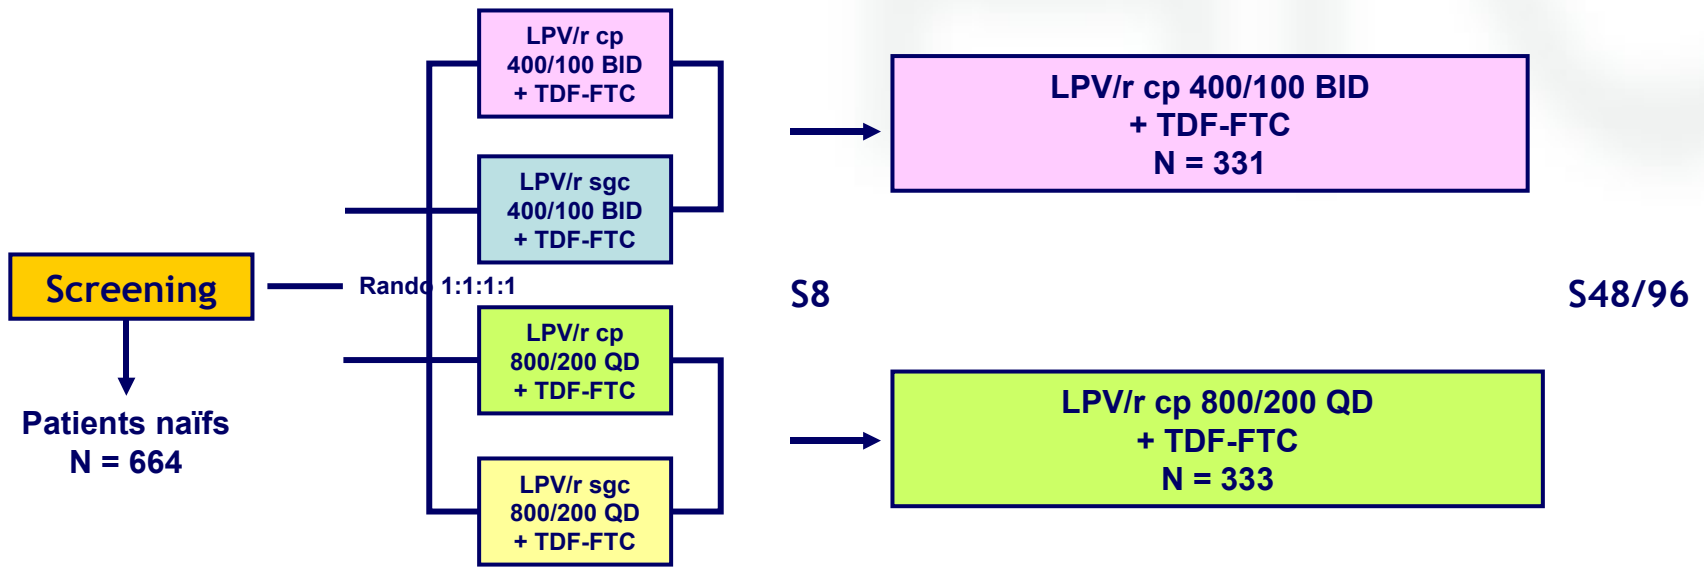 LPV/r cp
400/100 BID
+ TDF-FTC
LPV/r cp 400/100 BID
+ TDF-FTC
N = 331
LPV/r sgc
400/100 BID
+ TDF-FTC
Screening
Rando 1:1:1:1
S8
S48/96
LPV/r cp
800/200 QD
+ TDF-FTC
Patients naïfs
N = 664
LPV/r cp 800/200 QD
+ TDF-FTC
N = 333
LPV/r sgc
800/200 QD
+ TDF-FTC